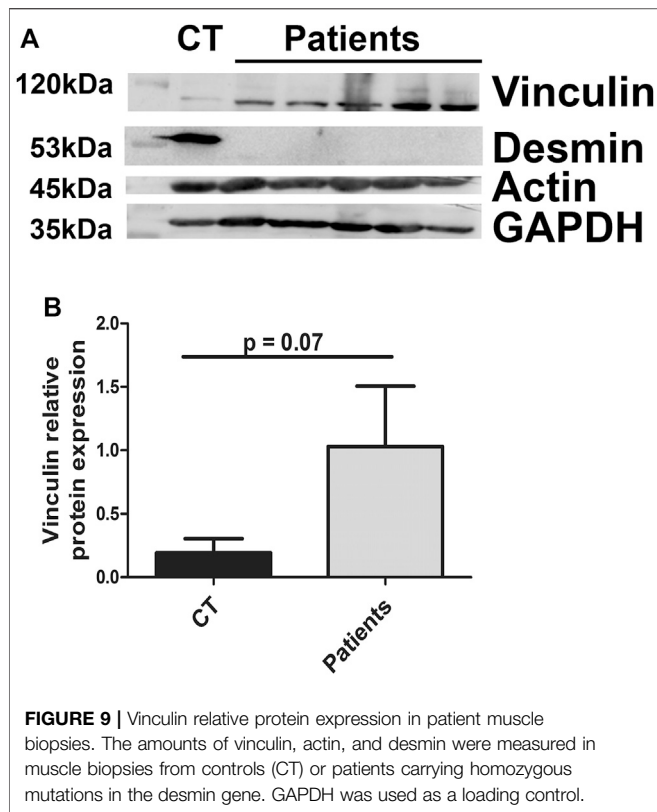 A
CT Patients
120kDa Vinculin
53kDa Desmin
45kDa Actin
35kDa GAPDH
B
2.0
p = 0.07
1.5
1.0
0.5
0.0
Vinculin relative
protein expression
CT
Patients
FIGURE 9 | Vinculin relative protein expression in patient muscle
biopsies. The amounts of vinculin, actin, and desmin were measured in
muscle biopsies from controls (CT) or patients carrying homozygous
mutations in the desmin gene. GAPDH was used as a loading control.